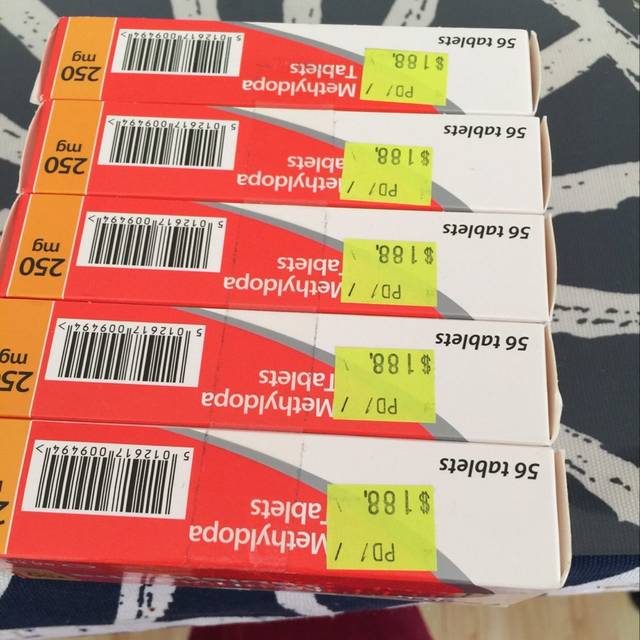 PD/ /
$188,
Methyldopa
Tablets
56 tablets
5 012617 009494 >
PD/ /
$188,
Methyldopa
Tablets
56 tablets
5 012617 009494 >
mg
PD/ /
$188,
Methyldopa
Tablets
56 tablets
5 012617 009494 >
250
mg
PD/ /
$188,
Methyldopa
Tablets
56 tablets
5 012617 009494 >
250
mg
PD/ /
$188,
Methyldopa
Tablets
56 tablets
5 012617 009494 >
250
mg